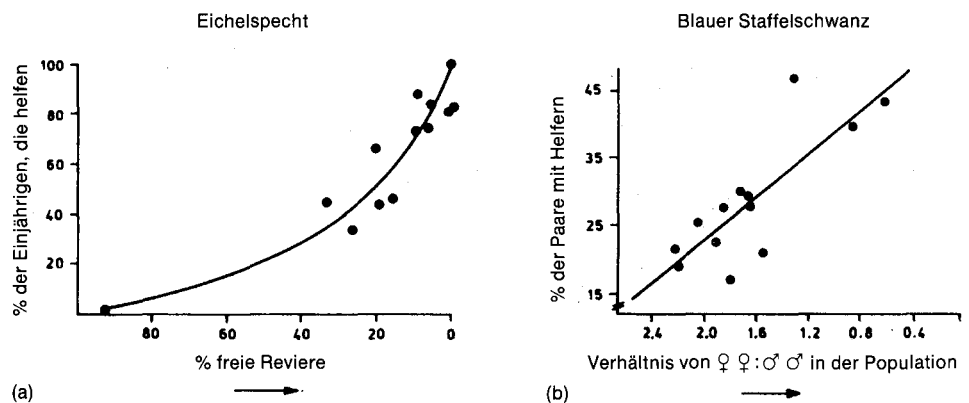 Eichelspecht
% der Einjährigen, die helfen
100
80
60
40
20
80 60 40 20 0
% freie Reviere
(a)
Blauer Staffelschwanz
% der Paare mit Helfern
45
35
25
15
2.4 2.0 1.6 1.2 0.8 0.4
Verhältnis von ♀ ♀ : ♂ ♂ in der Population
(b)